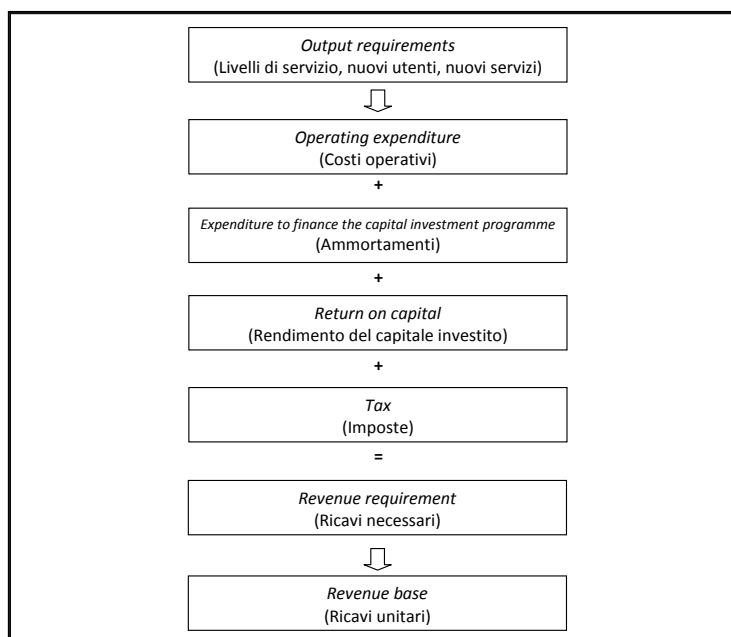 Output requirements
(Livelli di servizio, nuovi utenti, nuovi servizi)
Operating expenditure
(Costi operativi)
+
Expenditure to finance the capital investment programme
(Ammortamenti)
+
Return on capital
(Rendimento del capitale investito)
+
Tax
(Imposte)
=
Revenue requirement
(Ricavi necessari)
Revenue base
(Ricavi unitari)